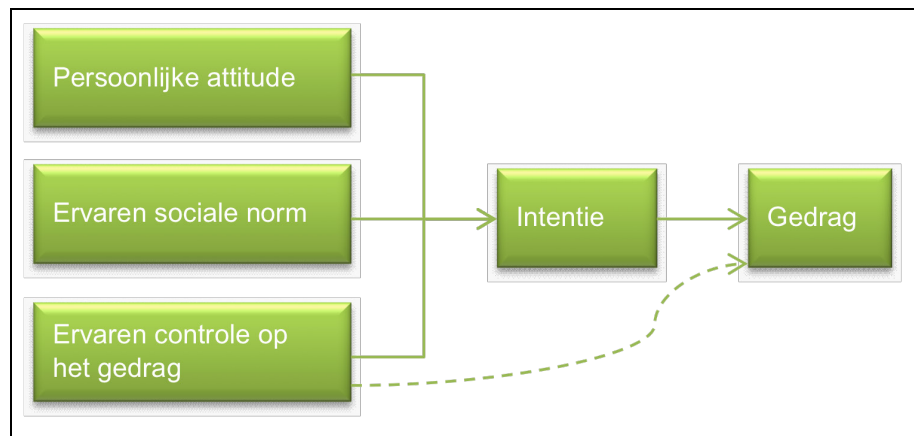 Persoonlijke attitude
Ervaren sociale norm
Intentie
Gedrag
Ervaren controle op
het gedrag